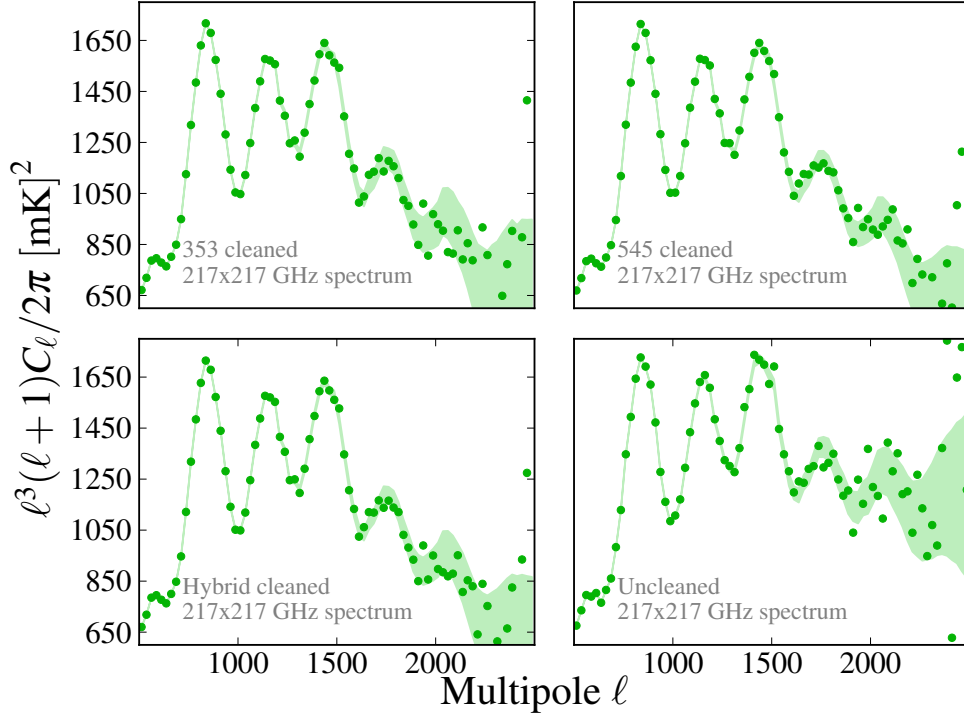 1650
1450
1250
1050
850
650
353 cleaned
217x217 GHz spectrum
545 cleaned
217x217 GHz spectrum
ℓ³(ℓ + 1)Cℓ/2π [mK]²
1650
1450
1250
1050
850
650
Hybrid cleaned
217x217 GHz spectrum
Uncleaned
217x217 GHz spectrum
1000 1500 2000
1000 1500 2000
Multipole ℓ